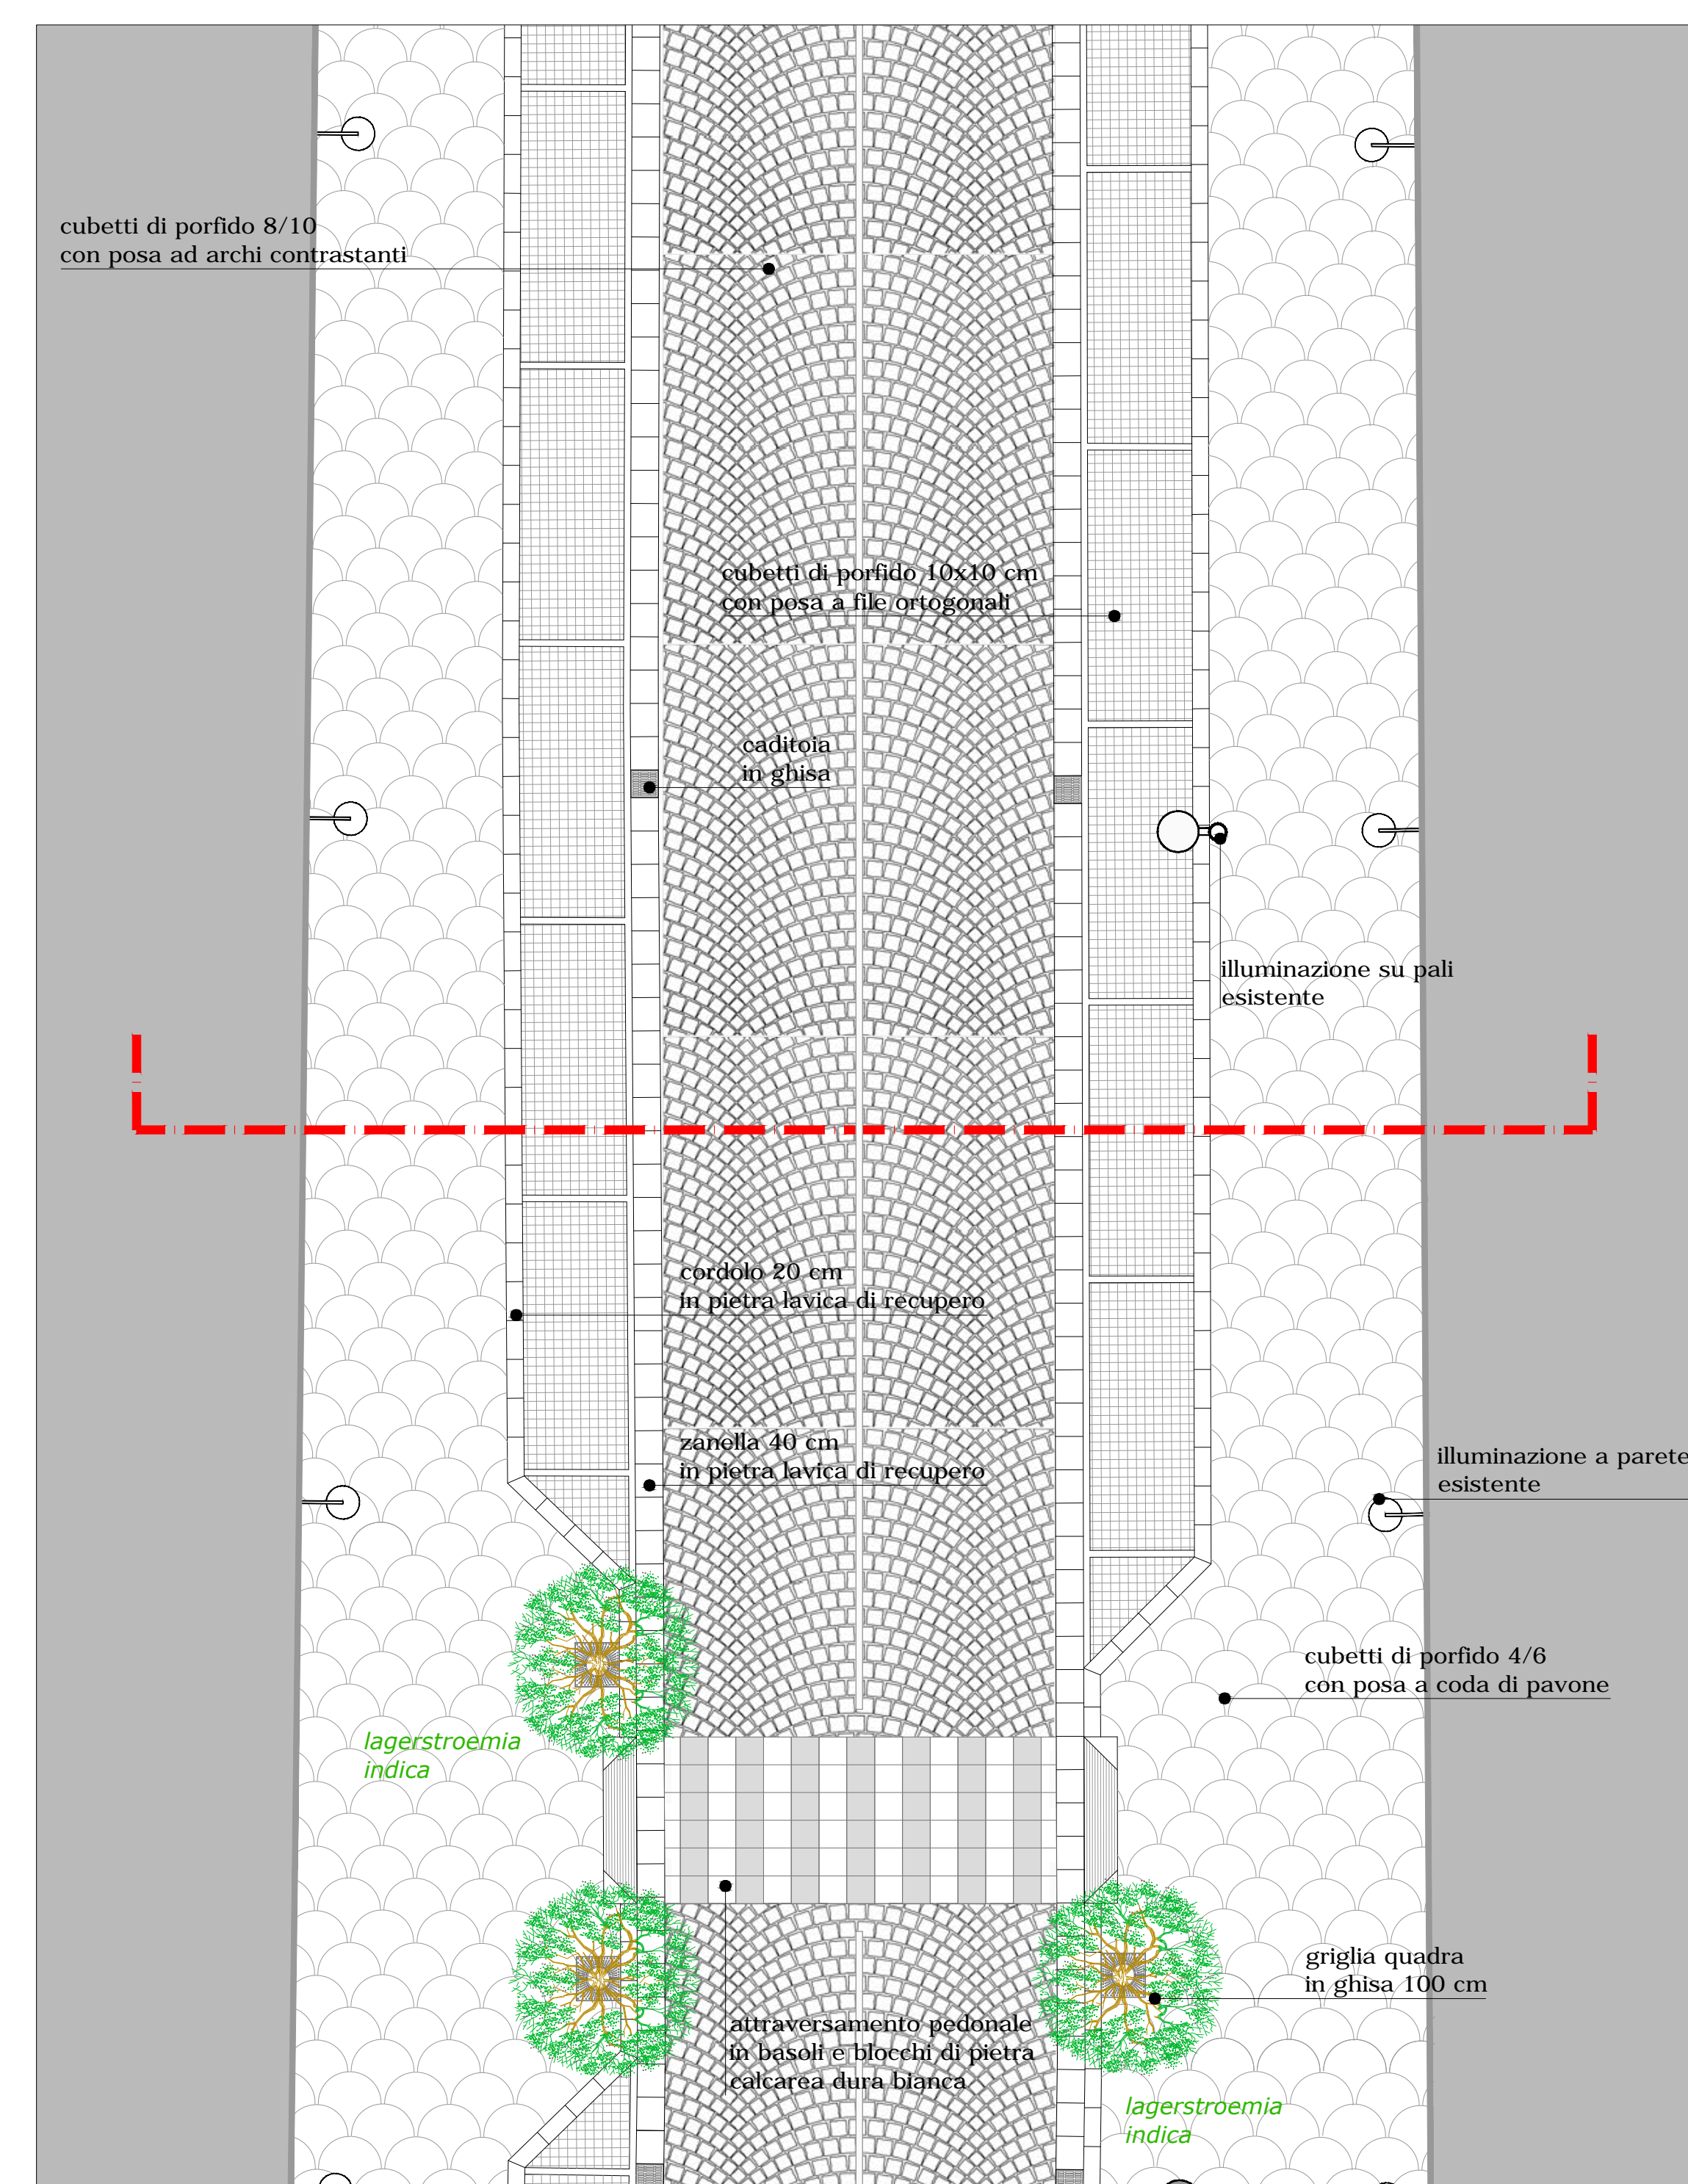 cubetti di porfido 8/10
con posa ad archi contrastanti
cubetti di porfido 10x10 cm
con posa a file ortogonali
caditoia
in ghisa
illuminazione su pali
esistente
cordolo 20 cm
in pietra lavica di recupero
zanella 40 cm
in pietra lavica di recupero
illuminazione a parete
esistente
cubetti di porfido 4/6
con posa a coda di pavone
lagerstroemia
indica
griglia quadra
in ghisa 100 cm
attraversamento pedonale
in basoli e blocchi di pietra
calcarea dura bianca
lagerstroemia
indica